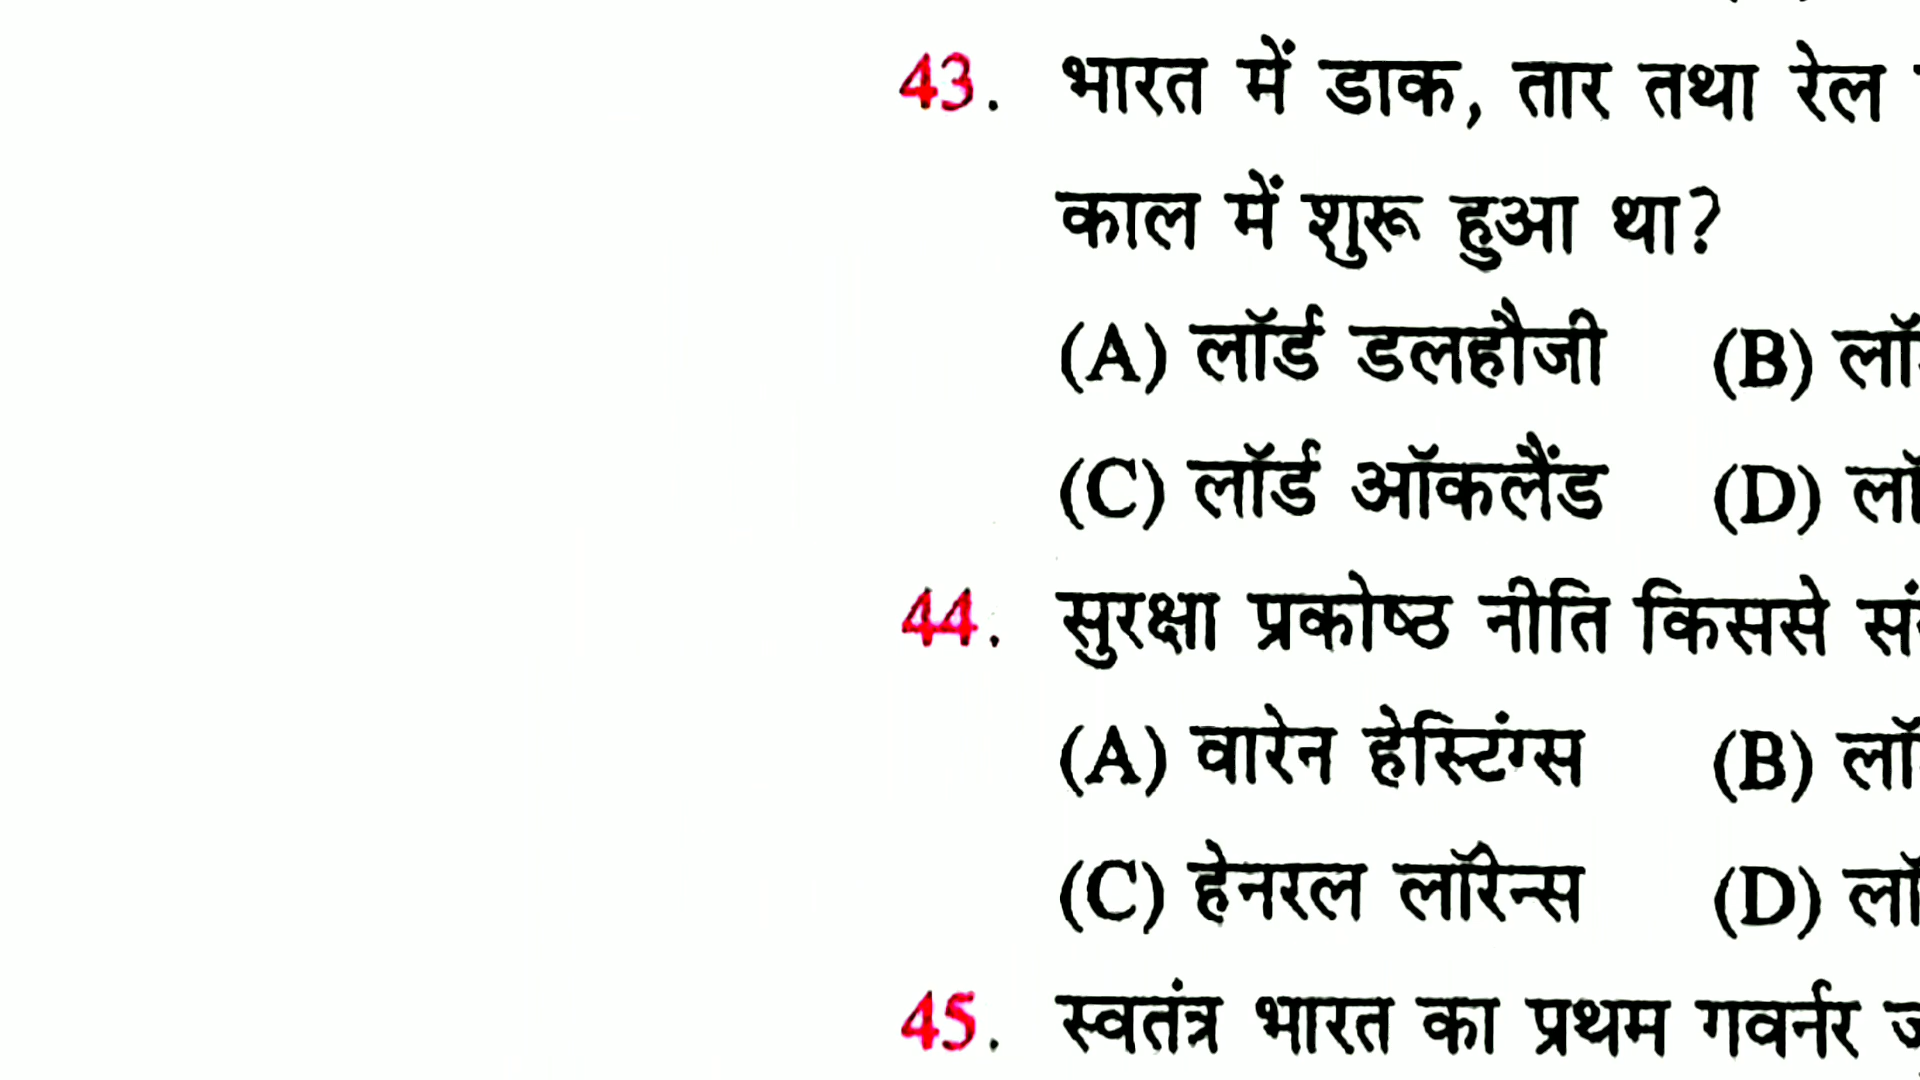 43. भारत में डाक, तार तथा रेल
काल में शुरू हुआ था?
(A) लॉर्ड डलहौजी (B)
(C) लॉर्ड ऑकलैंड (D)
44. सुरक्षा प्रकोष्ठ नीति किससे
(A) वारेन हेस्टिंग्स (B)
(C) हेनरल लॉरेन्स (D)
45. स्वतंत्र भारत का प्रथम गवर्नर